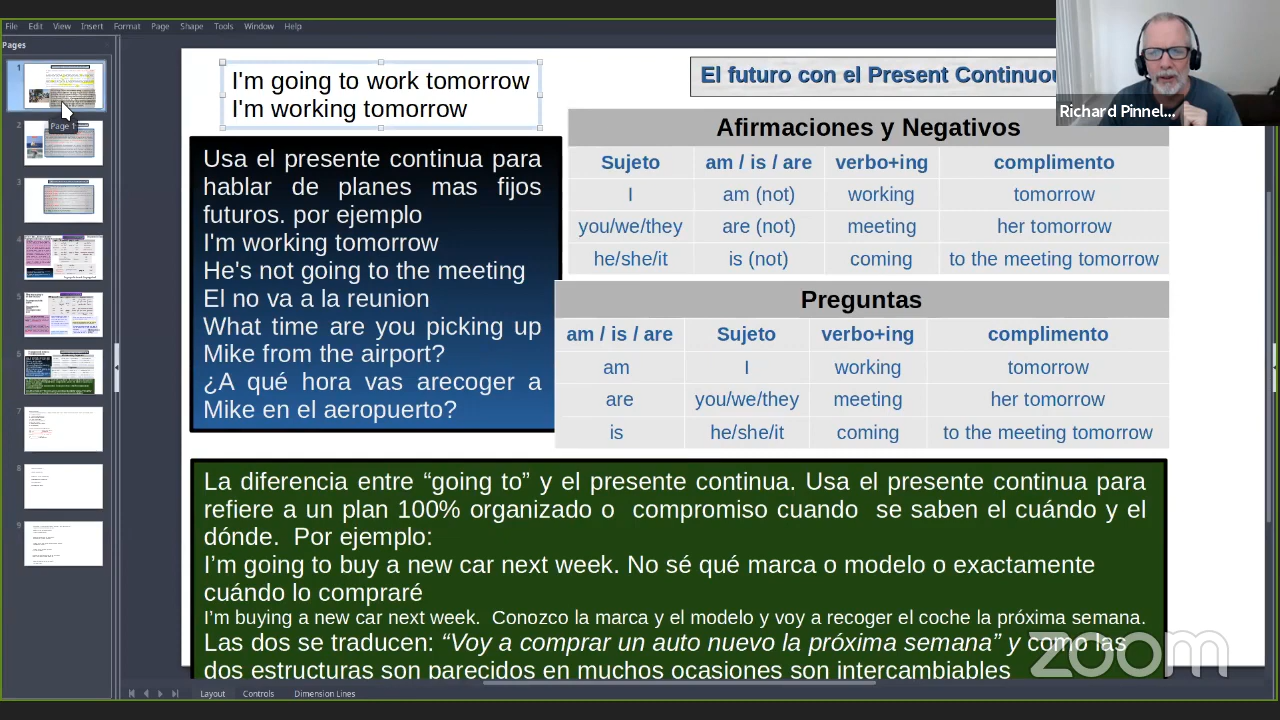 File Edit View Insert Format Page Shape Tools Window Help
Pages
1
Page 1
2
3
4
5
6
7
8
9
I'm going to work tomorrow
I'm working tomorrow
El futuro con el Present Continuou
Richard Pinnel...
Usa el presente continua para
hablar de planes mas fijos
futuros. por ejemplo
I'm working tomorrow
He's not going to the meeting
El no va a la reunion
What time are you picking up
Mike from the airport?
¿A qué hora vas arecoger a
Mike en el aeropuerto?
Afirmaciones y Negativos
Sujeto am / is / are verbo+ing complimento
I am (not) working tomorrow
you/we/they are (not) meeting her tomorrow
he/she/it is (not) coming to the meeting tomorrow
Preguntas
am / is / are Sujeto verbo+ing complimento
am I working tomorrow
are you/we/they meeting her tomorrow
is he/she/it coming to the meeting tomorrow
La diferencia entre “going to” y el presente continua. Usa el presente continua para
refiere a un plan 100% organizado o compromiso cuando se saben el cuándo y el
dónde. Por ejemplo:
I’m going to buy a new car next week. No sé qué marca o modelo o exactamente
cuándo lo compraré
I’m buying a new car next week. Conozco la marca y el modelo y voy a recoger el coche la próxima semana.
Las dos se traducen: “Voy a comprar un auto nuevo la próxima semana” y como las
dos estructuras son parecidos en muchos ocasiones son intercambiables
zoom
Layout Controls Dimension Lines